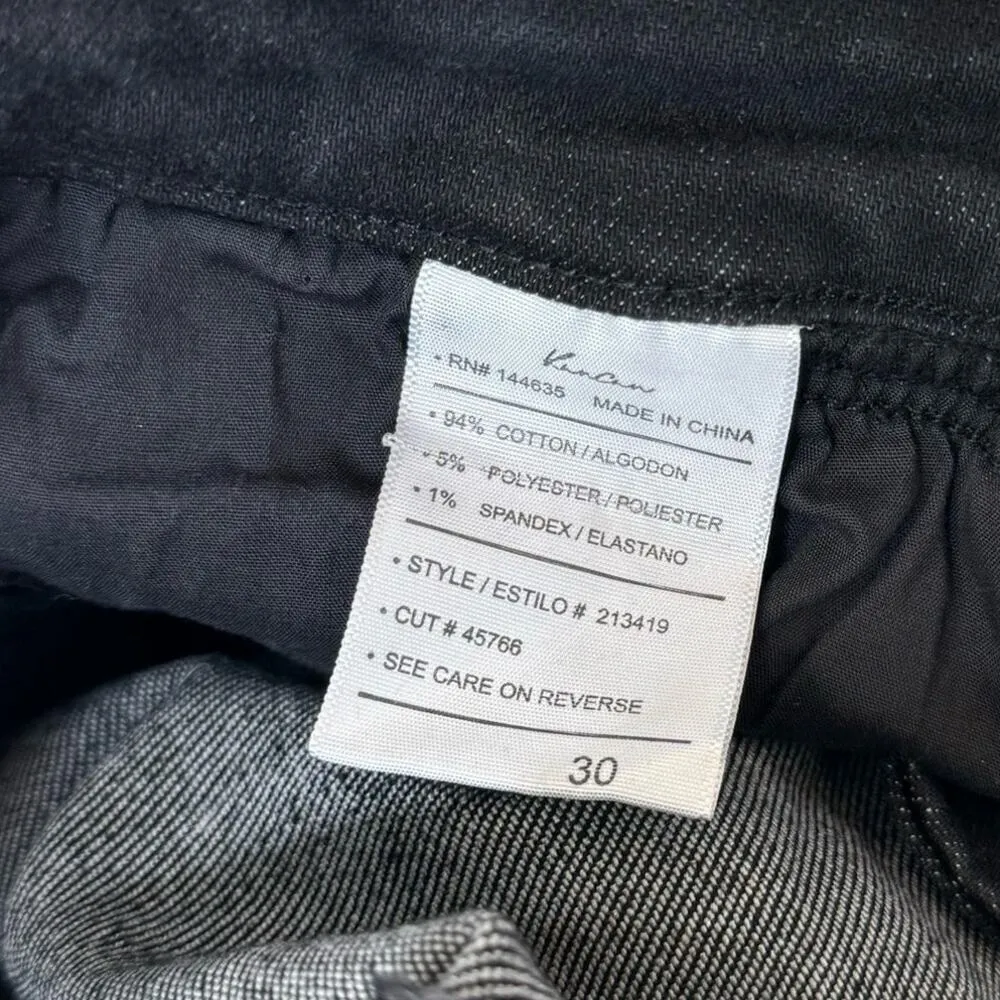 Kancan
• RN# 144635 MADE IN CHINA
• 94% COTTON / ALGODON
• 5% POLYESTER / POLIESTER
• 1% SPANDEX / ELASTANO
• STYLE / ESTILO # 213419
• CUT # 45766
• SEE CARE ON REVERSE
30